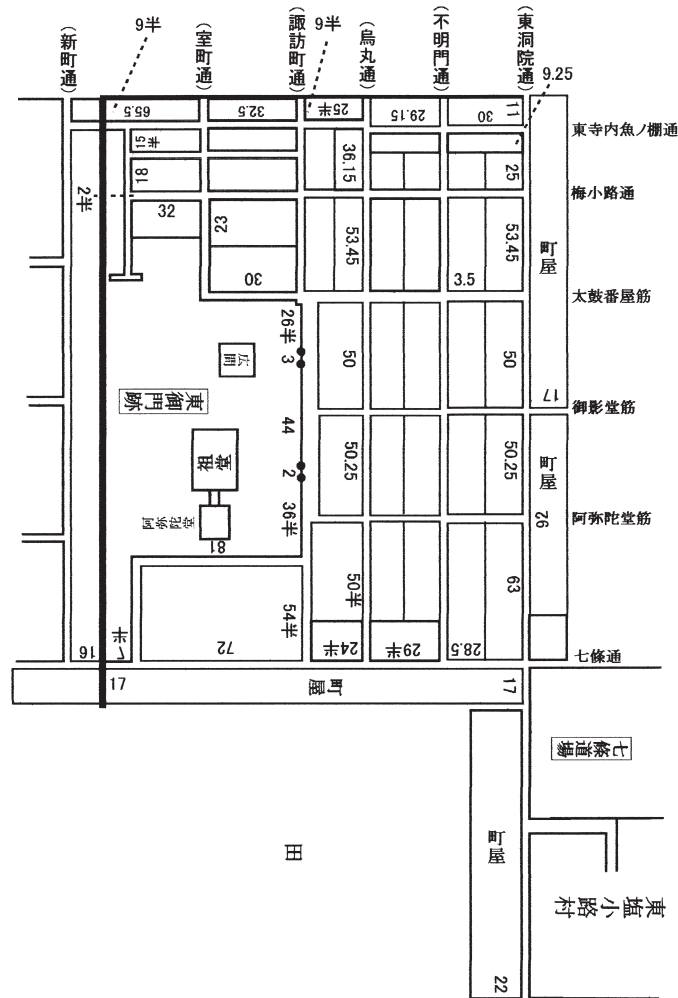 (新町通)
9半
(室町通)
(諏訪町通)
9半
(烏丸通)
(不明門通)
(東洞院通)
9.25
65.5
32.5
25半
29.15
30
11
東寺内魚ノ棚通
15半
36.15
25
18
梅小路通
2半
32
23
53.45
53.45
町屋
30
3.5
太鼓番屋筋
26半
広間
3
50
50
17
東御門跡
御影堂筋
44
祖堂
50.25
50.25
町屋
2
92
阿弥陀堂
36半
阿弥陀堂筋
81
50半
63
54半
7半
16
72
24半
29半
28.5
七條通
17
町屋
17
七條道場
町屋
田
東塩小路村
22